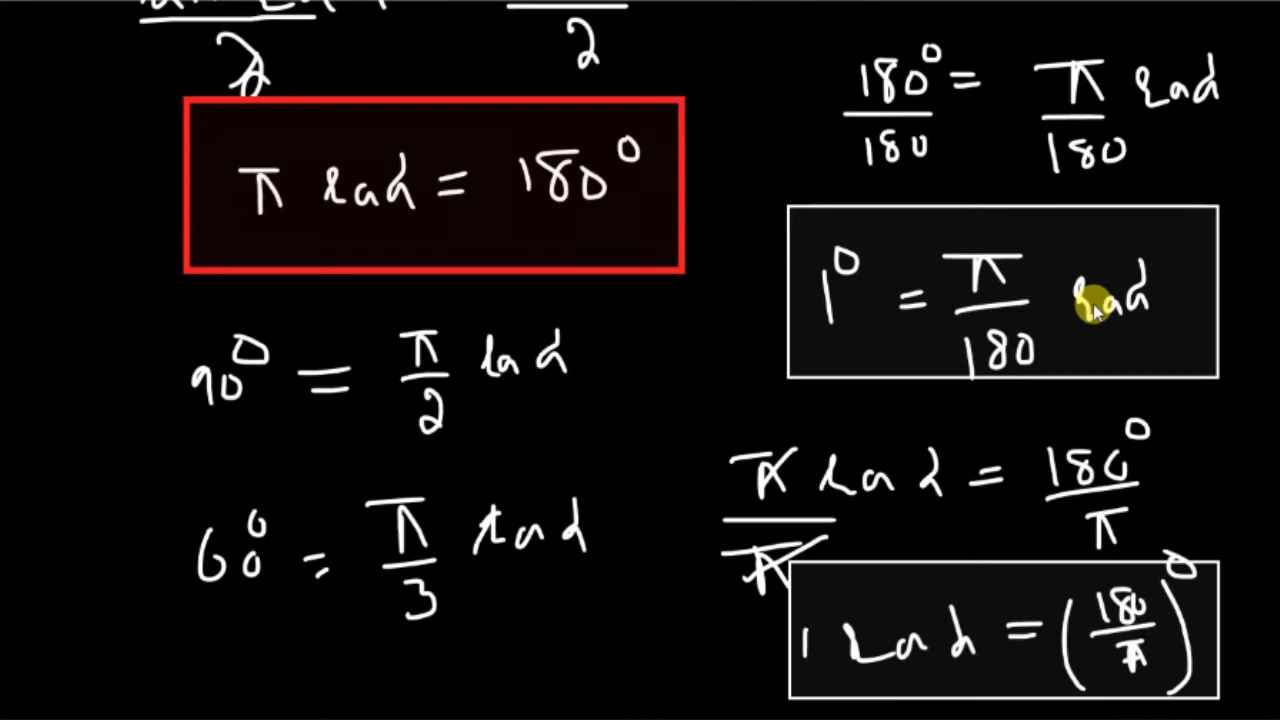 2 2
π rad = 180°
90° = π/2 rad
60° = π/3 rad
180°/180 = π/180 rad
1° = π/180 rad
π rad/π = 180°/π
1 rad = (180/π)°